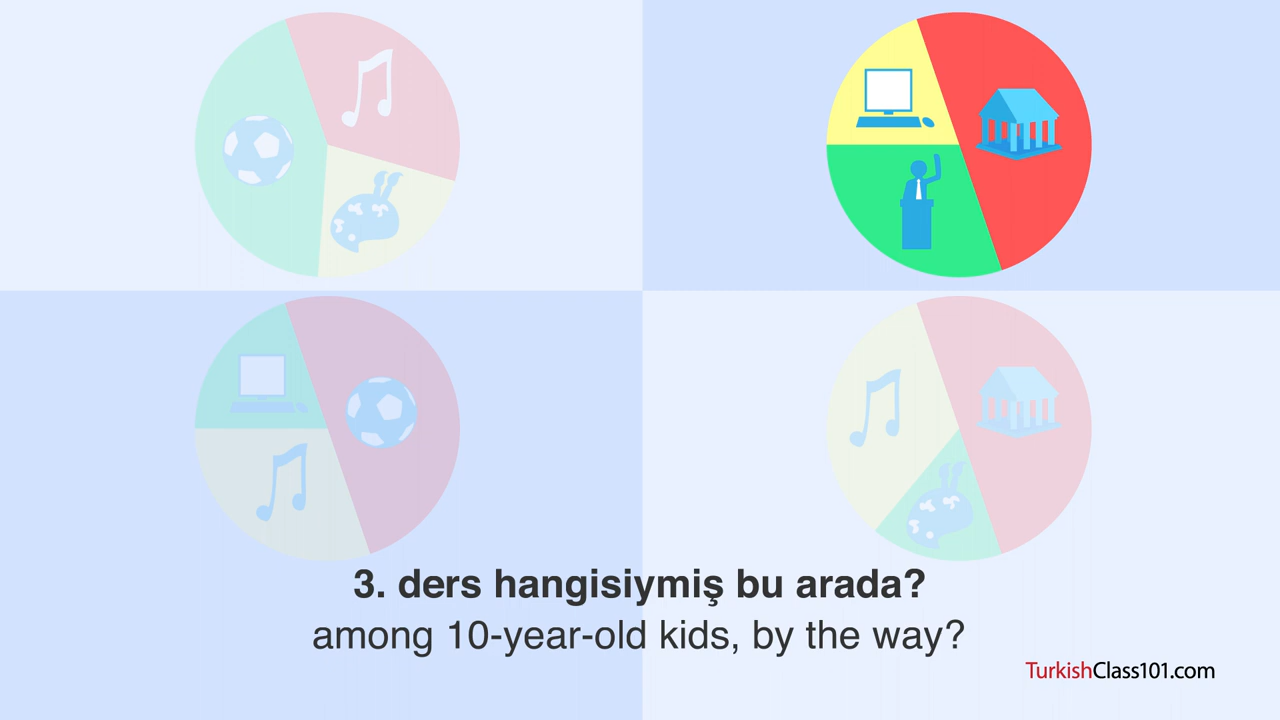 3. ders hangisiymiş bu arada?
among 10-year-old kids, by the way?
TurkishClass101.com